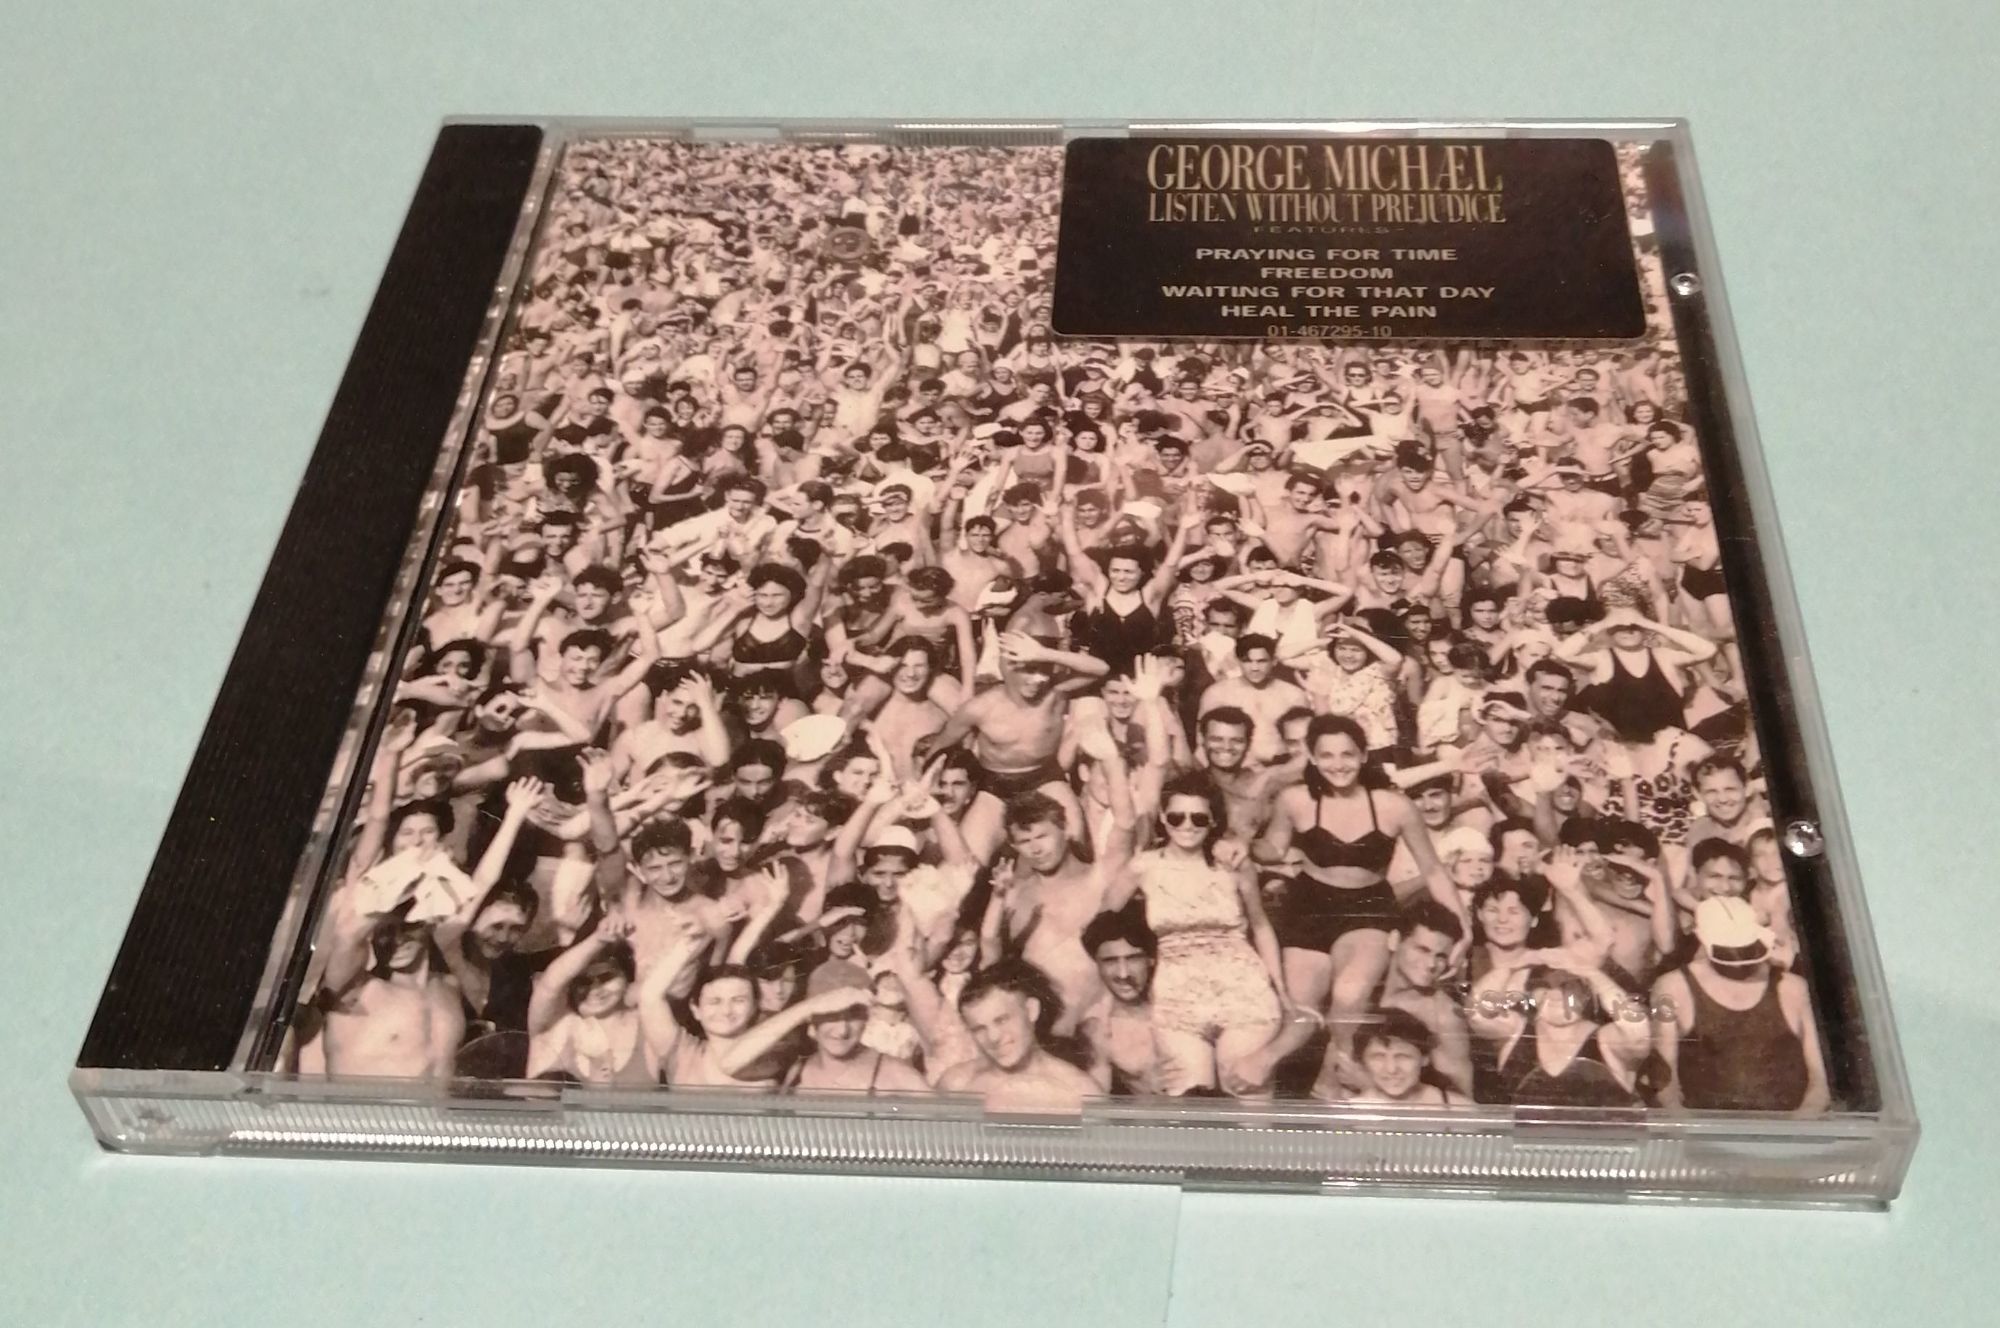 GEORGE MICHÆL
LISTEN WITHOUT PREJUDICE
- FEATURES -
PRAYING FOR TIME
FREEDOM
WAITING FOR THAT DAY
HEAL THE PAIN
01-467295-10